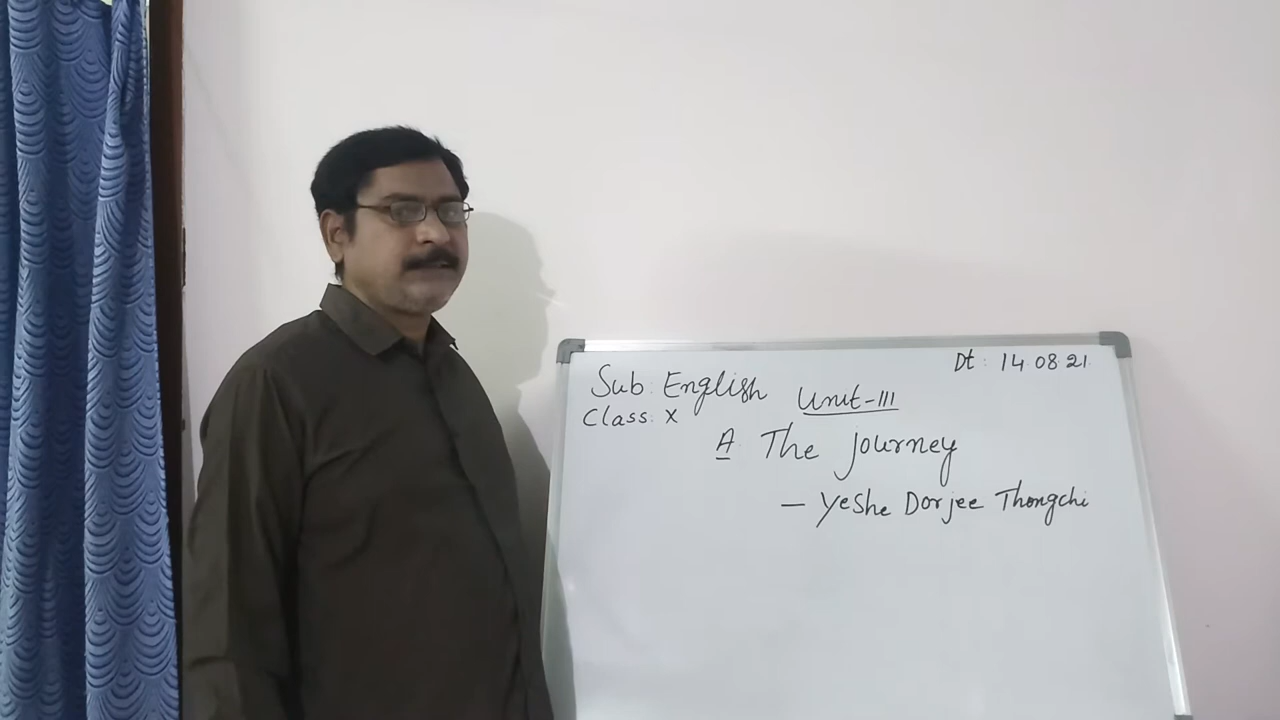 Dt: 14 08 21
Sub: English Unit-III
Class: X
A. The Journey
- Yeshe Dorjee Thongchi